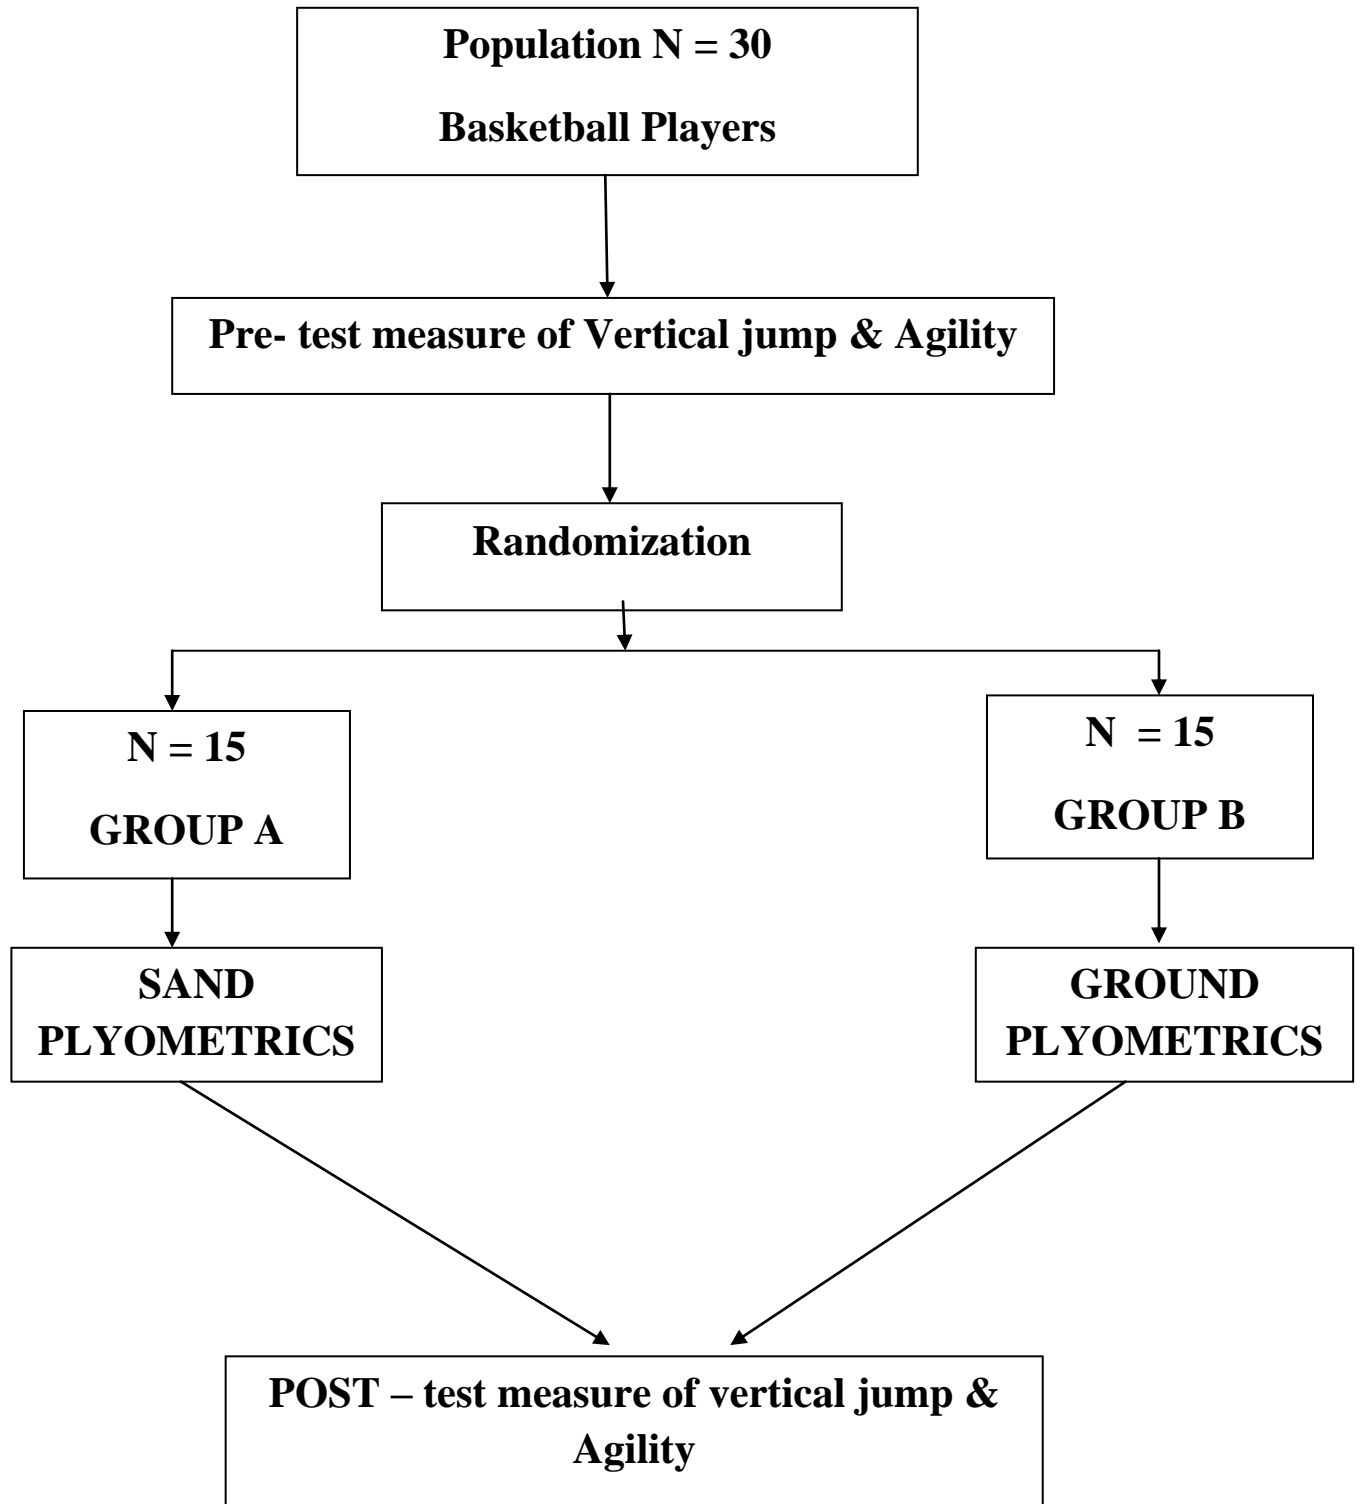 Population N = 30
Basketball Players
Pre- test measure of Vertical jump & Agility
Randomization
N = 15
GROUP A
N  = 15
GROUP B
SAND
PLYOMETRICS
GROUND
PLYOMETRICS
POST – test measure of vertical jump &
Agility